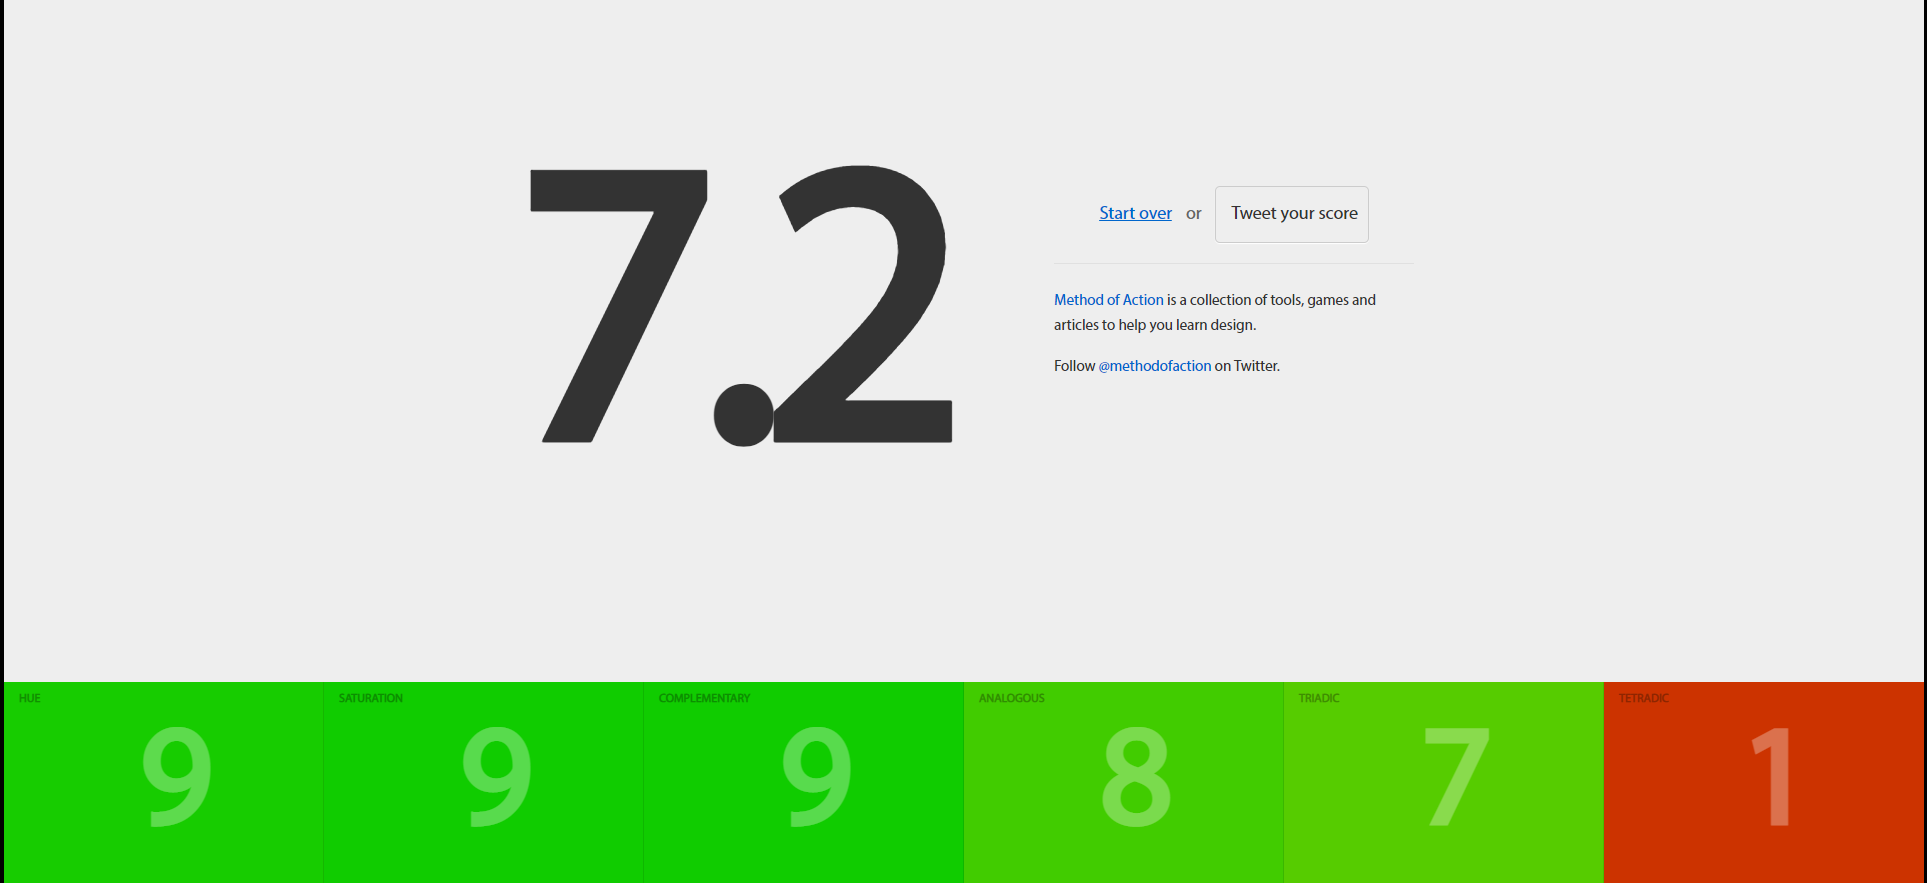 7.2
Start over or Tweet your score
Method of Action is a collection of tools, games and
articles to help you learn design.
Follow @methodofaction on Twitter.
HUE
9
SATURATION
9
COMPLEMENTARY
9
ANALOGOUS
8
TRIADIC
7
TETRADIC
1